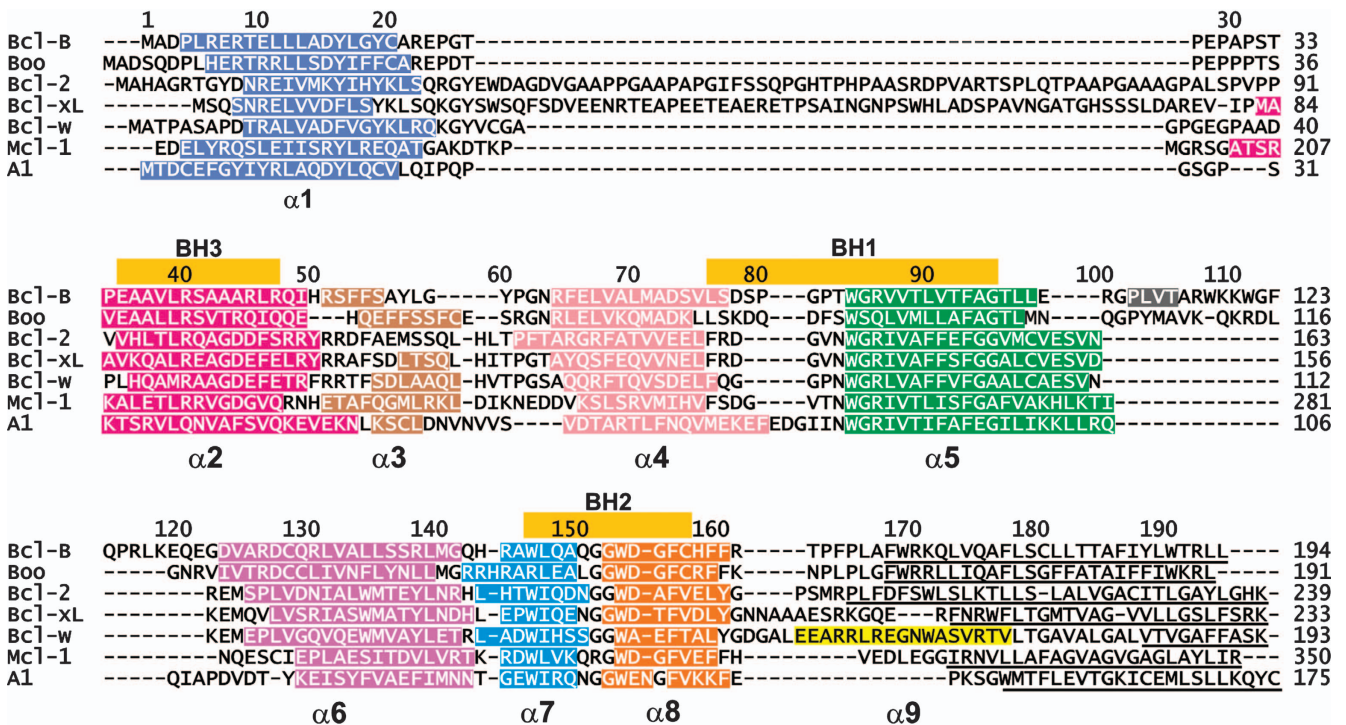 1 10 20 30
Bcl-B ---MADPLRERTELLLADYLGYCAREPGT--------------------------------------------------------PEPAPST 33
Boo MADSQDPLHERTRRLLSDYIFFCAREPDT--------------------------------------------------------PEPPPTS 36
Bcl-2 -MAHAGRTGYDNREIVMKYIHYKLSQRGYEWDAGDVGAAPPGAAPAPGIFSSQPGHTPHPAASRDPVARTSPLQTPAAPGAAAGPALSPVPP 91
Bcl-xL -------MSQSNRELVVDFLSYKLSQKGYSWSQFSDVEENRTEAPEETEAERETPSAINGNPSWHLADSPAVNGATGHSSSLDAREV-IPMA 84
Bcl-w --MATPASAPDTRALVADFVGYKLRQKGYVCGA--------------------------------------------------GPGEGPAAD 40
Mcl-1 ----EDELYRQSLEIISRYLREQATGAKDTKP---------------------------------------------------MGRSGATSR 207
A1 ---MTDCEFGYIYRLAQDYLQCVLQIPQP-------------------------------------------------------GSGP---S 31
α1
BH3 BH1
40 50 60 70 80 90 100 110
Bcl-B PEAAVLRSAAARLRQIHRSFFSAYLG-----YPGNRFELVALMADSVLSDSP----GPTWGRVVTLVTFAGTLLE----RGPLVTARWKKWGF 123
Boo VEAALLRSVTRQIQQE---HQEFFSSFCE--SRGNRLELVKQMADKLLSKDQ----DFSWSQLVMLLAFAGTLMN----QGPYMAVK-QKRDL 116
Bcl-2 VVHLTLRQAGDDFSRRYRRDFAEMSSQL-HLTPFTARGRFATVVEELFRD------GVNWGRIVAFFEFGGVMCVESVN-------------- 163
Bcl-xL AVKQALREAGDEFELRYRRAFSDLTSQL-HITPGTAYQSFEQVVNELFRD------GVNWGRIVAFFSFGGALCVESVD-------------- 156
Bcl-w PLHQAMRAAGDEFETRFRRTFSDLAAQL-HVTPGSAQQRFTQVSDELFQG------GPNWGRLVAFFVFGAALCAESVN-------------- 112
Mcl-1 KALETLRRVGDGVQRNHETAFQGMLRKL-DIKNEDDVKSLSRVMIHVFSDG-----VTNWGRIVTLISFGAFVAKHLKTI------------- 281
A1 KTSRVLQNVAFSVQKEVEKNLKSCLDNVNVVS----VDTARTLFNQVMEKEFEDGIINWGRIVTIFAFEGILIKKLLRQ------------- 106
α2 α3 α4 α5
BH2
120 130 140 150 160 170 180 190
Bcl-B QPRLKEQEGDVARDCQRLVALLSSRLMGQH-RAWLQAQGGWD-GFCHFFR-----TPFPLAFWRKQLVQAFLSCLLTTAFIYLWTRLL---- 194
Boo -----GNRVIVTRDCCLIVNFLYNLLMGRRHRARLEALGGWD-GFCRFFK-----NPLPLGFWRRLLIQAFLSGFFATAIFFIWKRL----- 191
Bcl-2 --------REMSPLVDNIALWMTEYLNRHL-HTWIQDNGGWD-AFVELYG----PSMRPLFDFSWLSLKTLLS-LALVGACITLGAYLGHK- 239
Bcl-xL -------KEMQVLVSRIASWMATYLNDHL-EPWIQENGGWD-TFVDLYGNNAAAESRKGQE---RFNRWFLTGMTVAG-VVLLGSLFSRK- 233
Bcl-w --------KEMEPLVGQVQEWMVAYLETRL-ADWIHSSGGWA-EFTALYGDGALEEARRLREGNWASVRTVLTGAVALGALVTVGAFFASK- 193
Mcl-1 ---------NQESCIEPLAESITDVLVRTK-RDWLVKQRGWD-GFVEFFH---------VEDLEGGIRNVLLAFAGVAGVGAGLAYLIR--- 350
A1 -----QIAPDVDT-YKEISYFVAEFIMNNT-GEWIRQNGGWENGFVKKFE----------------PKSGWMTFLEVTGKICEMLSLLKQYC 175
α6 α7 α8 α9